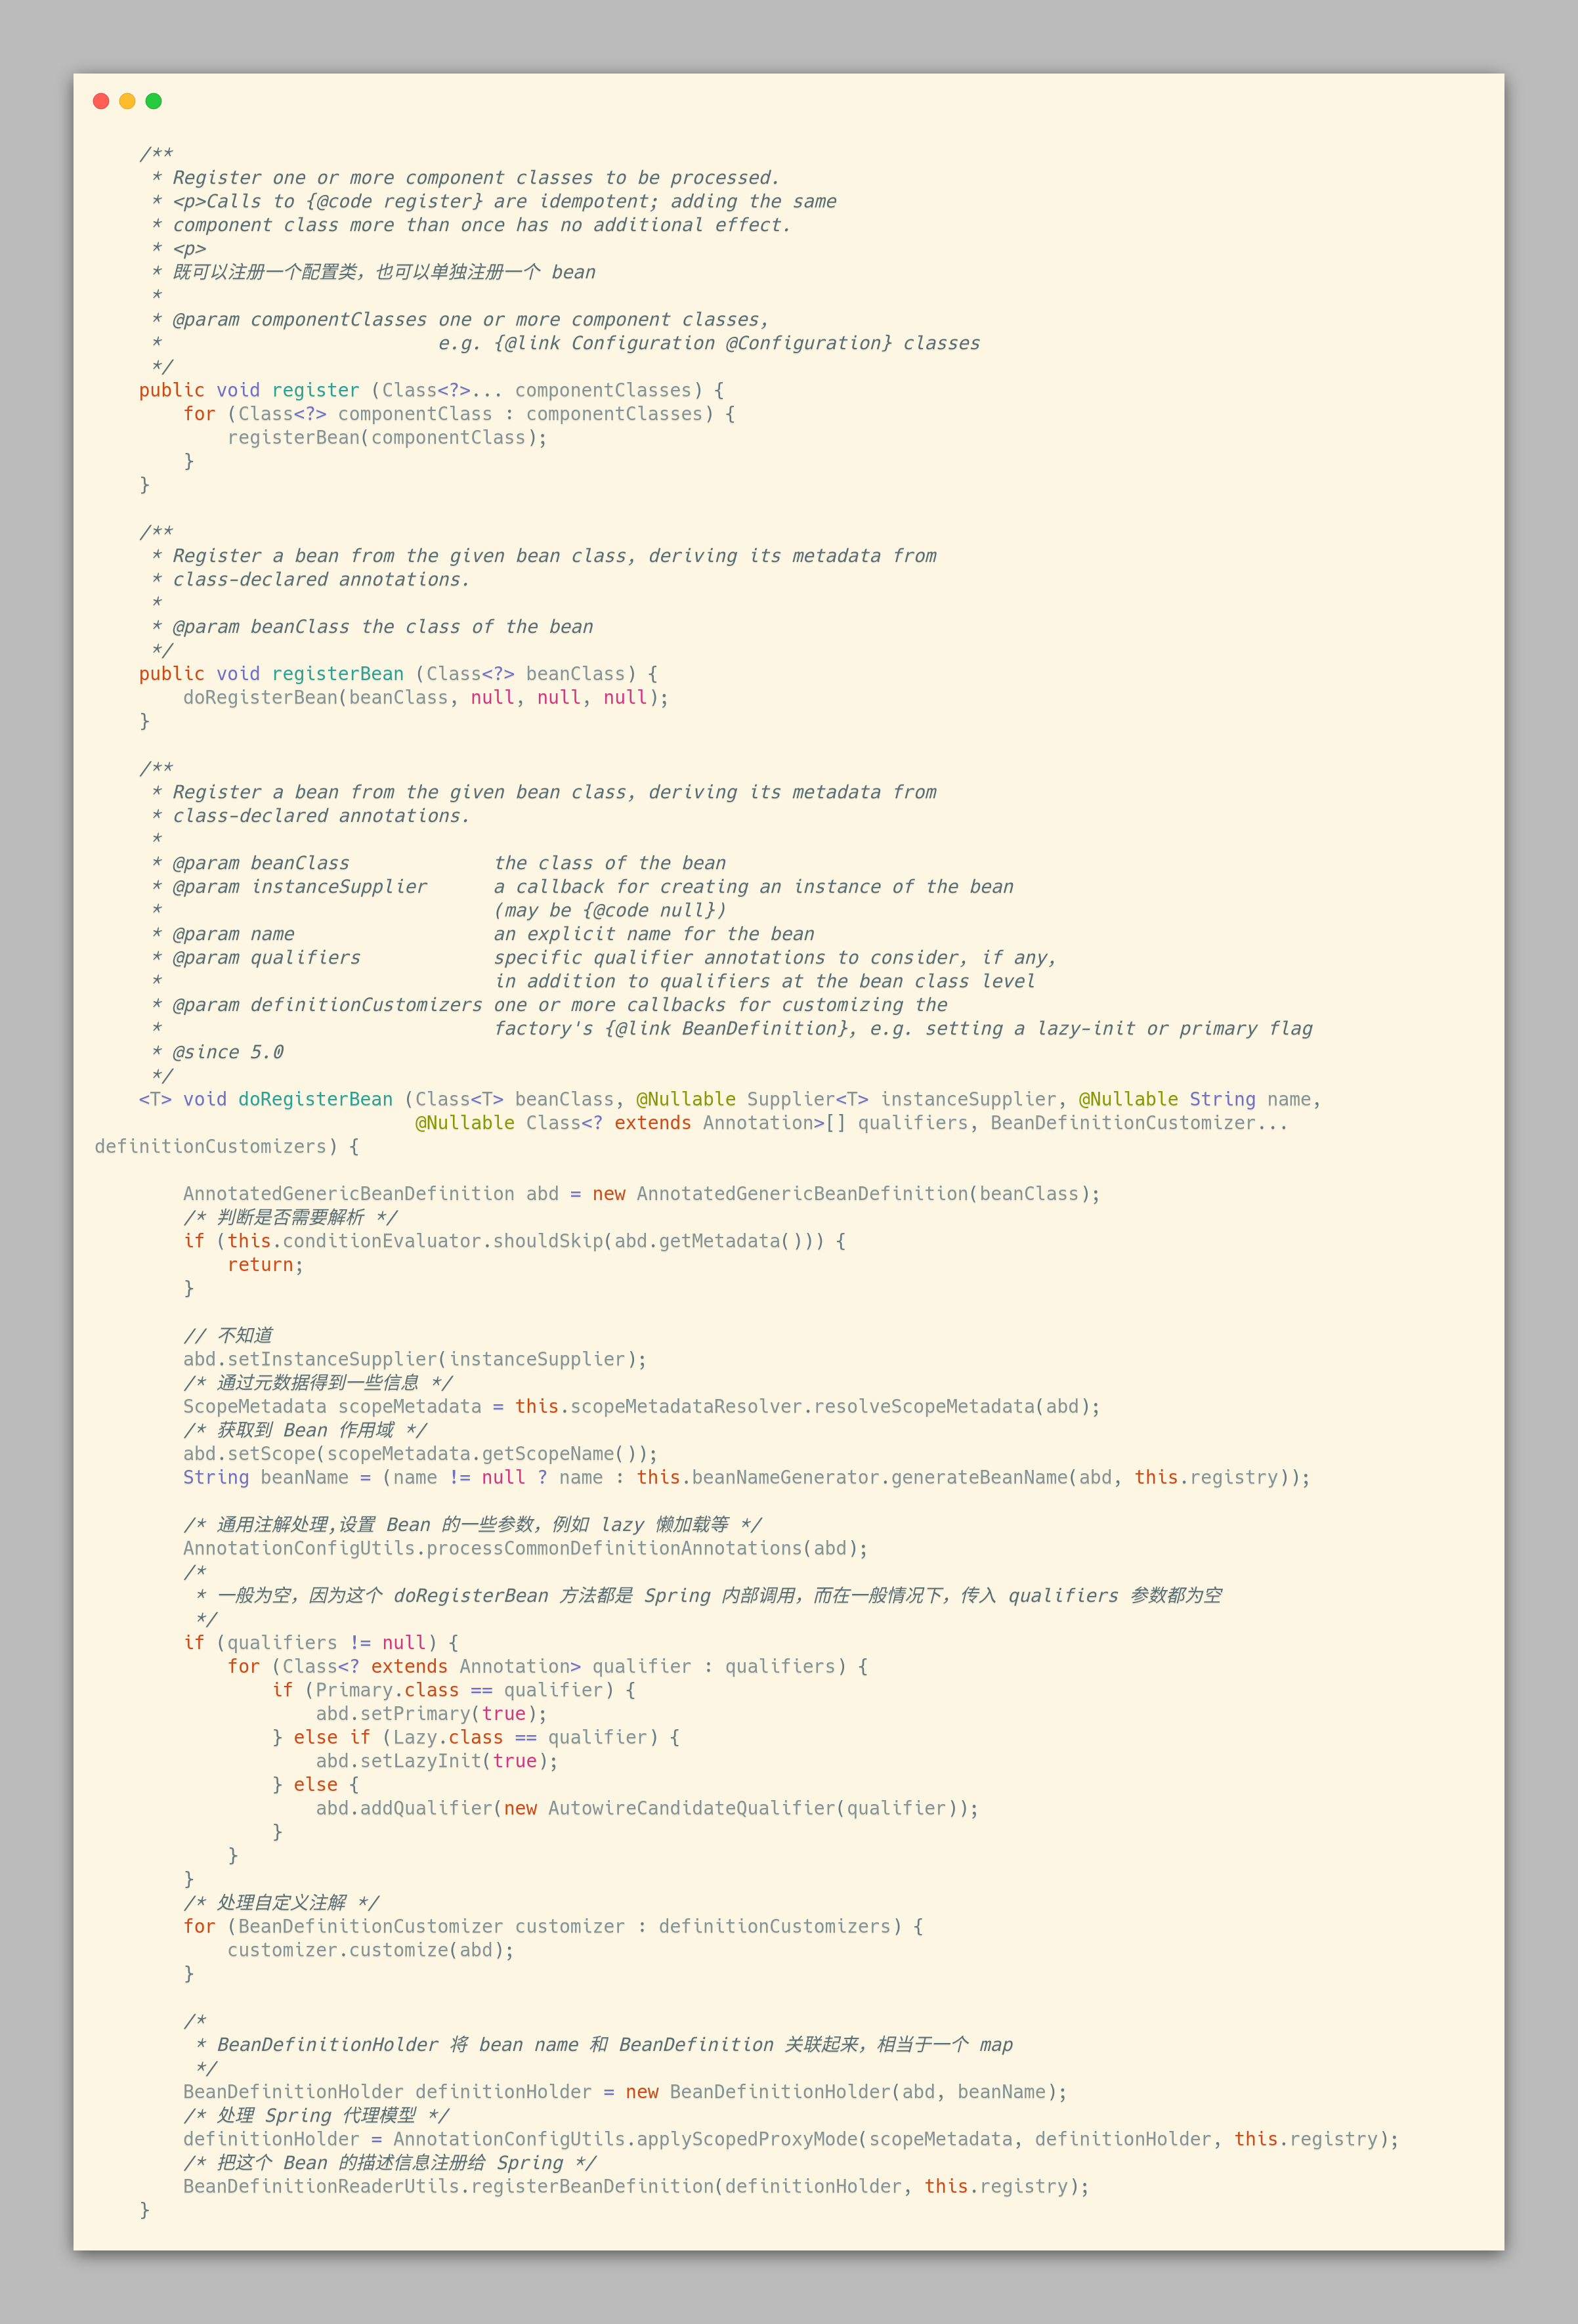 /**
 * Register one or more component classes to be processed.
 * <p>Calls to {@code register} are idempotent; adding the same
 * component class more than once has no additional effect.
 * <p>
 * 既可以注册一个配置类，也可以单独注册一个 bean
 *
 * @param componentClasses one or more component classes,
 *                         e.g. {@link Configuration @Configuration} classes
 */
public void register (Class<?>... componentClasses) {
    for (Class<?> componentClass : componentClasses) {
        registerBean(componentClass);
    }
}

/**
 * Register a bean from the given bean class, deriving its metadata from
 * class-declared annotations.
 *
 * @param beanClass the class of the bean
 */
public void registerBean (Class<?> beanClass) {
    doRegisterBean(beanClass, null, null, null);
}

/**
 * Register a bean from the given bean class, deriving its metadata from
 * class-declared annotations.
 *
 * @param beanClass             the class of the bean
 * @param instanceSupplier      a callback for creating an instance of the bean
 *                              (may be {@code null})
 * @param name                  an explicit name for the bean
 * @param qualifiers            specific qualifier annotations to consider, if any,
 *                              in addition to qualifiers at the bean class level
 * @param definitionCustomizers one or more callbacks for customizing the
 *                              factory's {@link BeanDefinition}, e.g. setting a lazy-init or primary flag
 * @since 5.0
 */
<T> void doRegisterBean (Class<T> beanClass, @Nullable Supplier<T> instanceSupplier, @Nullable String name,
                         @Nullable Class<? extends Annotation>[] qualifiers, BeanDefinitionCustomizer...
definitionCustomizers) {

    AnnotatedGenericBeanDefinition abd = new AnnotatedGenericBeanDefinition(beanClass);
    /* 判断是否需要解析 */
    if (this.conditionEvaluator.shouldSkip(abd.getMetadata())) {
        return;
    }

    // 不知道
    abd.setInstanceSupplier(instanceSupplier);
    /* 通过元数据得到一些信息 */
    ScopeMetadata scopeMetadata = this.scopeMetadataResolver.resolveScopeMetadata(abd);
    /* 获取到 Bean 作用域 */
    abd.setScope(scopeMetadata.getScopeName());
    String beanName = (name != null ? name : this.beanNameGenerator.generateBeanName(abd, this.registry));

    /* 通用注解处理,设置 Bean 的一些参数，例如 lazy 懒加载等 */
    AnnotationConfigUtils.processCommonDefinitionAnnotations(abd);
    /*
     * 一般为空，因为这个 doRegisterBean 方法都是 Spring 内部调用，而在一般情况下，传入 qualifiers 参数都为空
     */
    if (qualifiers != null) {
        for (Class<? extends Annotation> qualifier : qualifiers) {
            if (Primary.class == qualifier) {
                abd.setPrimary(true);
            } else if (Lazy.class == qualifier) {
                abd.setLazyInit(true);
            } else {
                abd.addQualifier(new AutowireCandidateQualifier(qualifier));
            }
        }
    }
    /* 处理自定义注解 */
    for (BeanDefinitionCustomizer customizer : definitionCustomizers) {
        customizer.customize(abd);
    }

    /*
     * BeanDefinitionHolder 将 bean name 和 BeanDefinition 关联起来，相当于一个 map
     */
    BeanDefinitionHolder definitionHolder = new BeanDefinitionHolder(abd, beanName);
    /* 处理 Spring 代理模型 */
    definitionHolder = AnnotationConfigUtils.applyScopedProxyMode(scopeMetadata, definitionHolder, this.registry);
    /* 把这个 Bean 的描述信息注册给 Spring */
    BeanDefinitionReaderUtils.registerBeanDefinition(definitionHolder, this.registry);
}